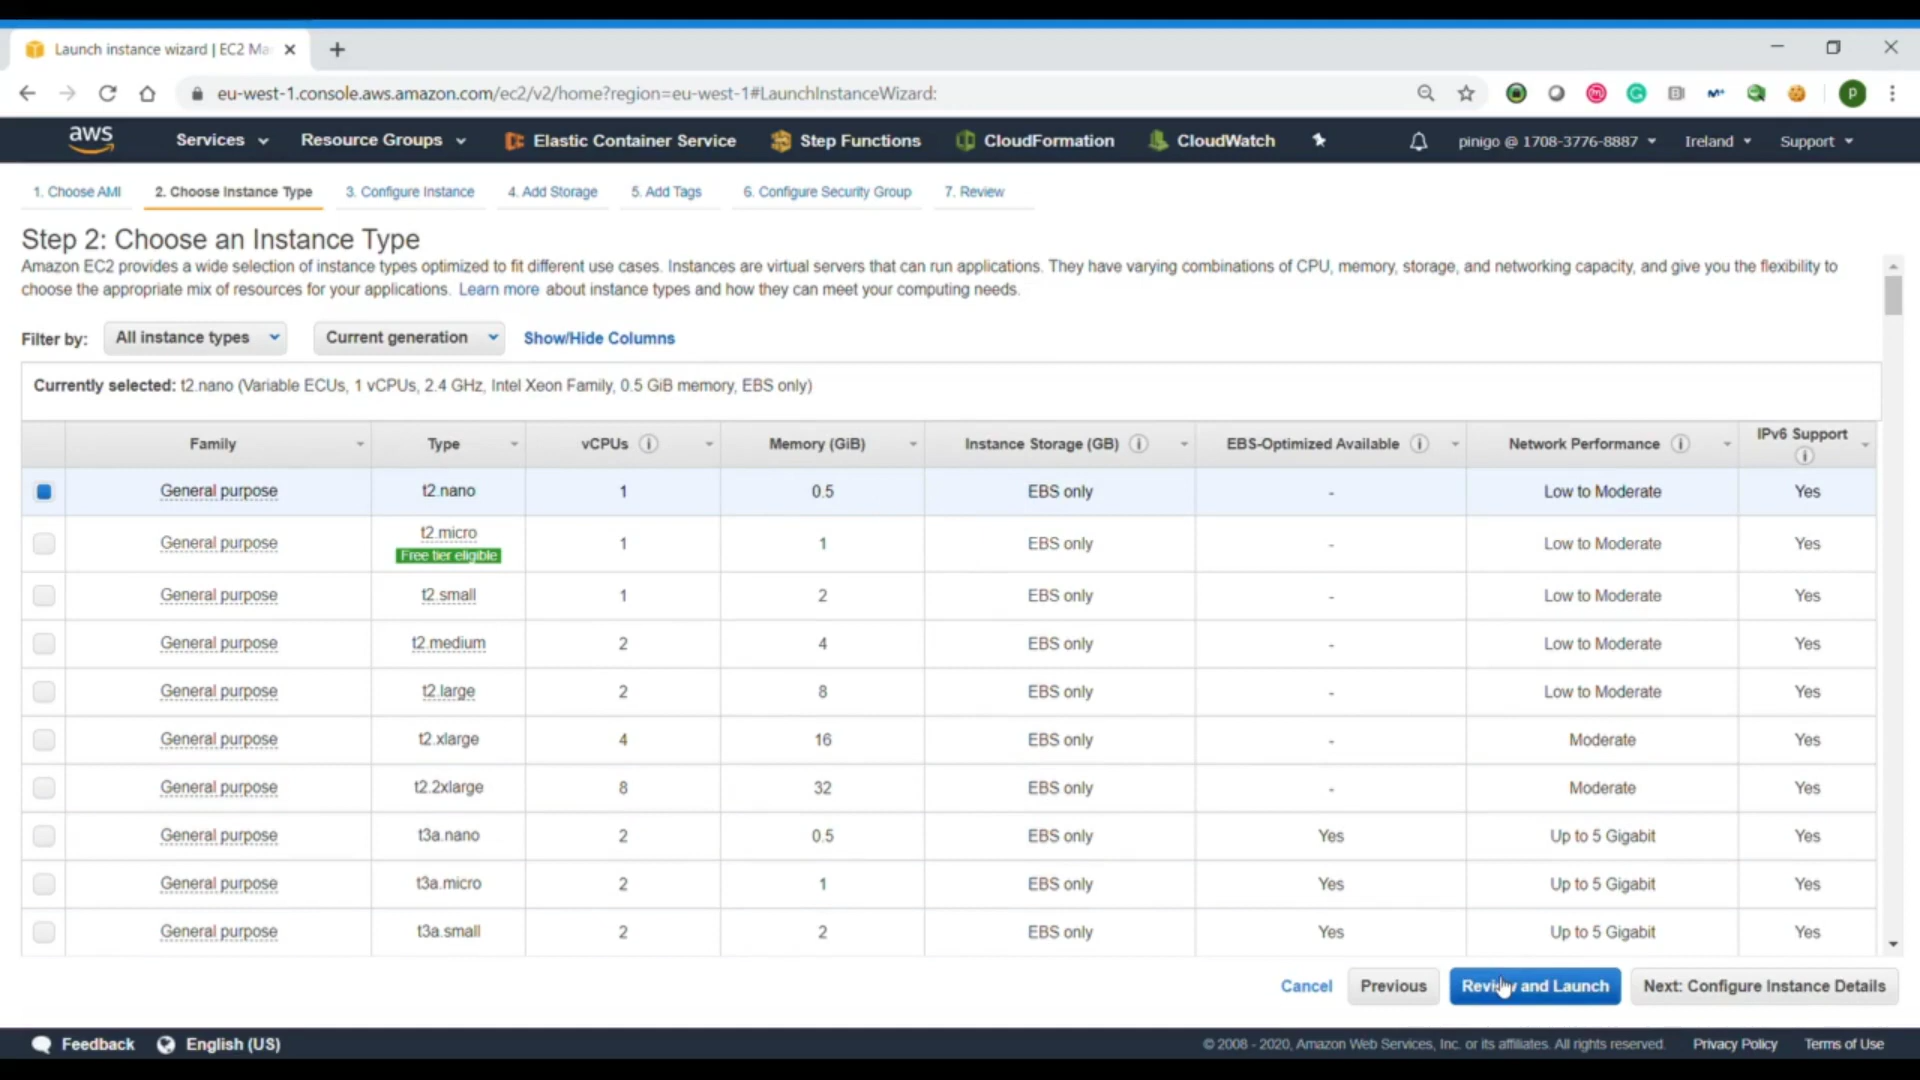 Launch instance wizard | EC2 Ma
eu-west-1.console.aws.amazon.com/ec2/v2/home?region=eu-west-1#LaunchInstanceWizard:
P
aws Services Resource Groups Elastic Container Service Step Functions CloudFormation CloudWatch pinigo @ 1708-3776-8887 Ireland Support
1. Choose AMI 2. Choose Instance Type 3. Configure Instance 4. Add Storage 5. Add Tags 6. Configure Security Group 7. Review
Step 2: Choose an Instance Type
Amazon EC2 provides a wide selection of instance types optimized to fit different use cases. Instances are virtual servers that can run applications. They have varying combinations of CPU, memory, storage, and networking capacity, and give you the flexibility to
choose the appropriate mix of resources for your applications. Learn more about instance types and how they can meet your computing needs.
Filter by: All instance types Current generation Show/Hide Columns
Currently selected: t2.nano (Variable ECUs, 1 vCPUs, 2.4 GHz, Intel Xeon Family, 0.5 GiB memory, EBS only)
Family Type vCPUs Memory (GiB) Instance Storage (GB) EBS-Optimized Available Network Performance IPv6 Support
General purpose t2.nano 1 0.5 EBS only - Low to Moderate Yes
General purpose t2.micro 1 1 EBS only - Low to Moderate Yes
Free tier eligible
General purpose t2.small 1 2 EBS only - Low to Moderate Yes
General purpose t2.medium 2 4 EBS only - Low to Moderate Yes
General purpose t2.large 2 8 EBS only - Low to Moderate Yes
General purpose t2.xlarge 4 16 EBS only - Moderate Yes
General purpose t2.2xlarge 8 32 EBS only - Moderate Yes
General purpose t3a.nano 2 0.5 EBS only Yes Up to 5 Gigabit Yes
General purpose t3a.micro 2 1 EBS only Yes Up to 5 Gigabit Yes
General purpose t3a.small 2 2 EBS only Yes Up to 5 Gigabit Yes
Cancel Previous Review and Launch Next: Configure Instance Details
Feedback English (US) © 2008 - 2020, Amazon Web Services, Inc. or its affiliates. All rights reserved. Privacy Policy Terms of Use